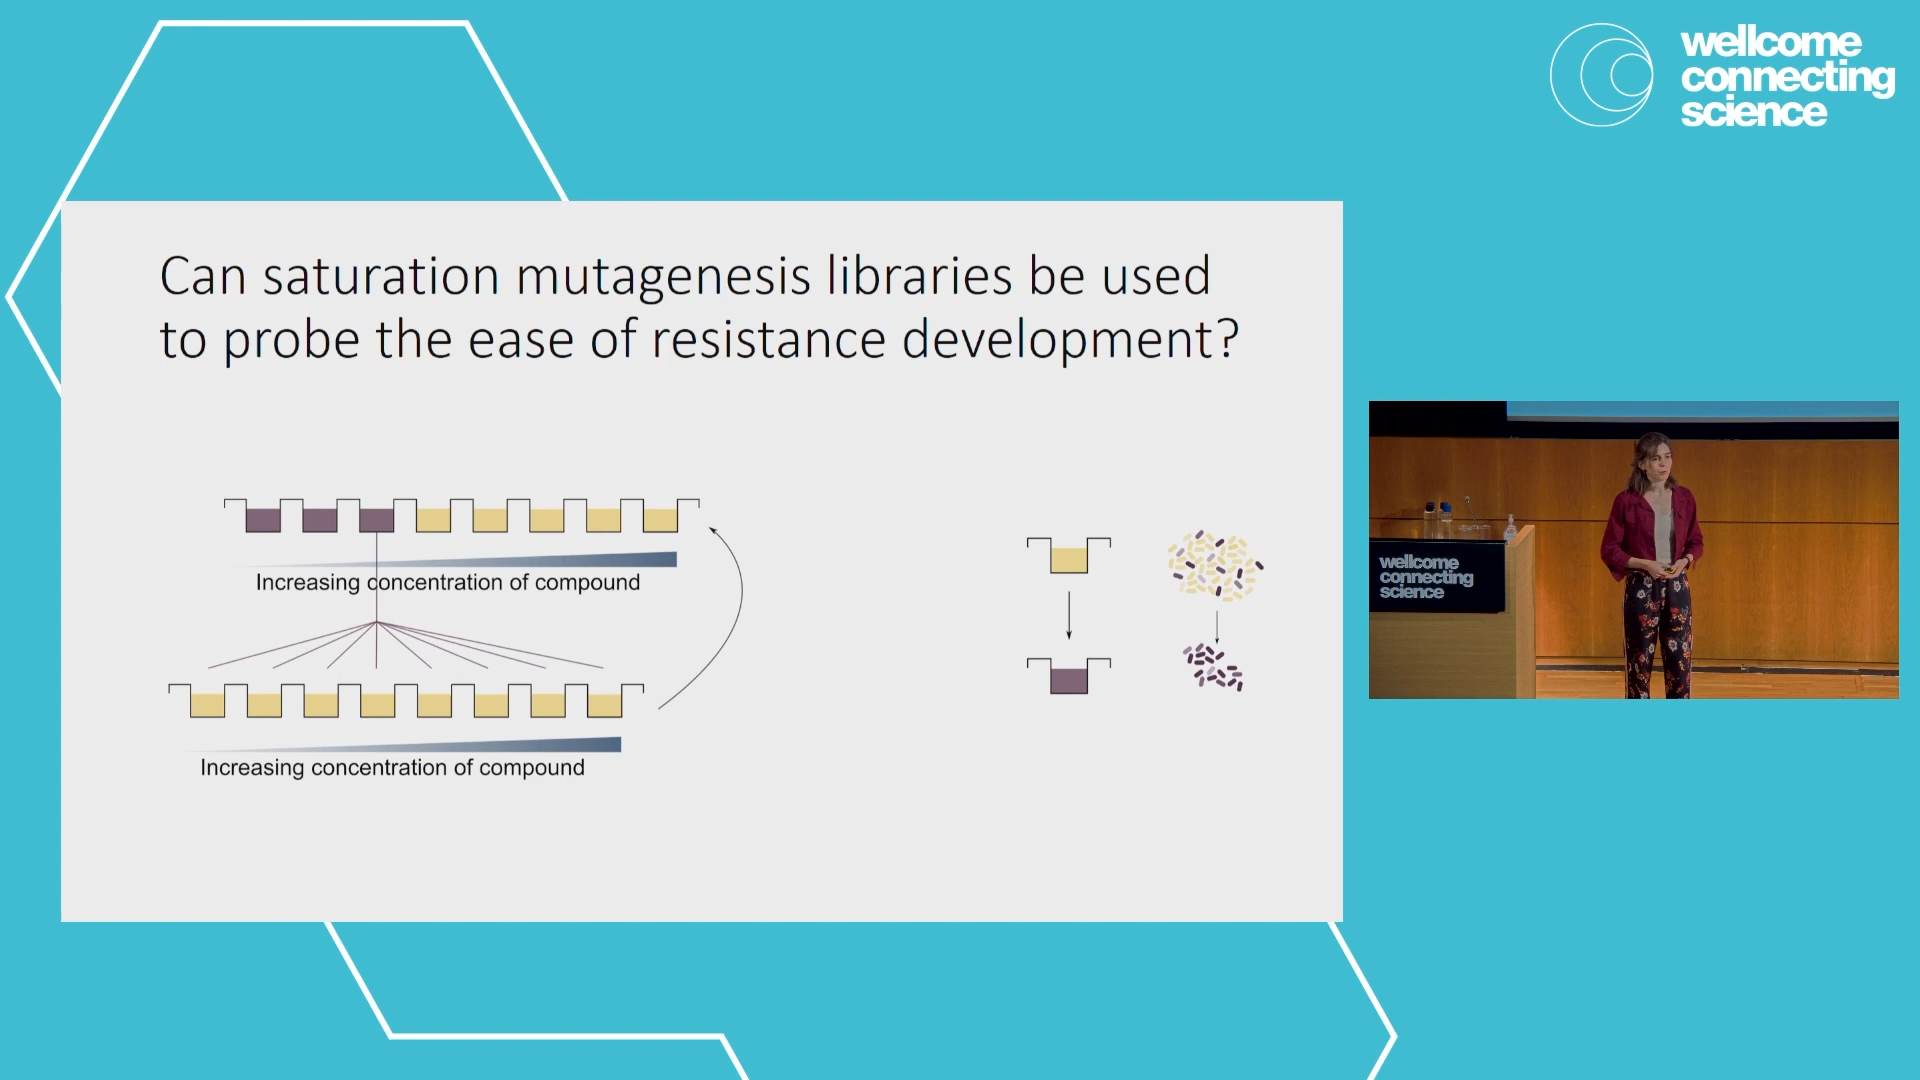 wellcome
connecting
science
Can saturation mutagenesis libraries be used
to probe the ease of resistance development?
Increasing concentration of compound
Increasing concentration of compound
wellcome
connecting
science